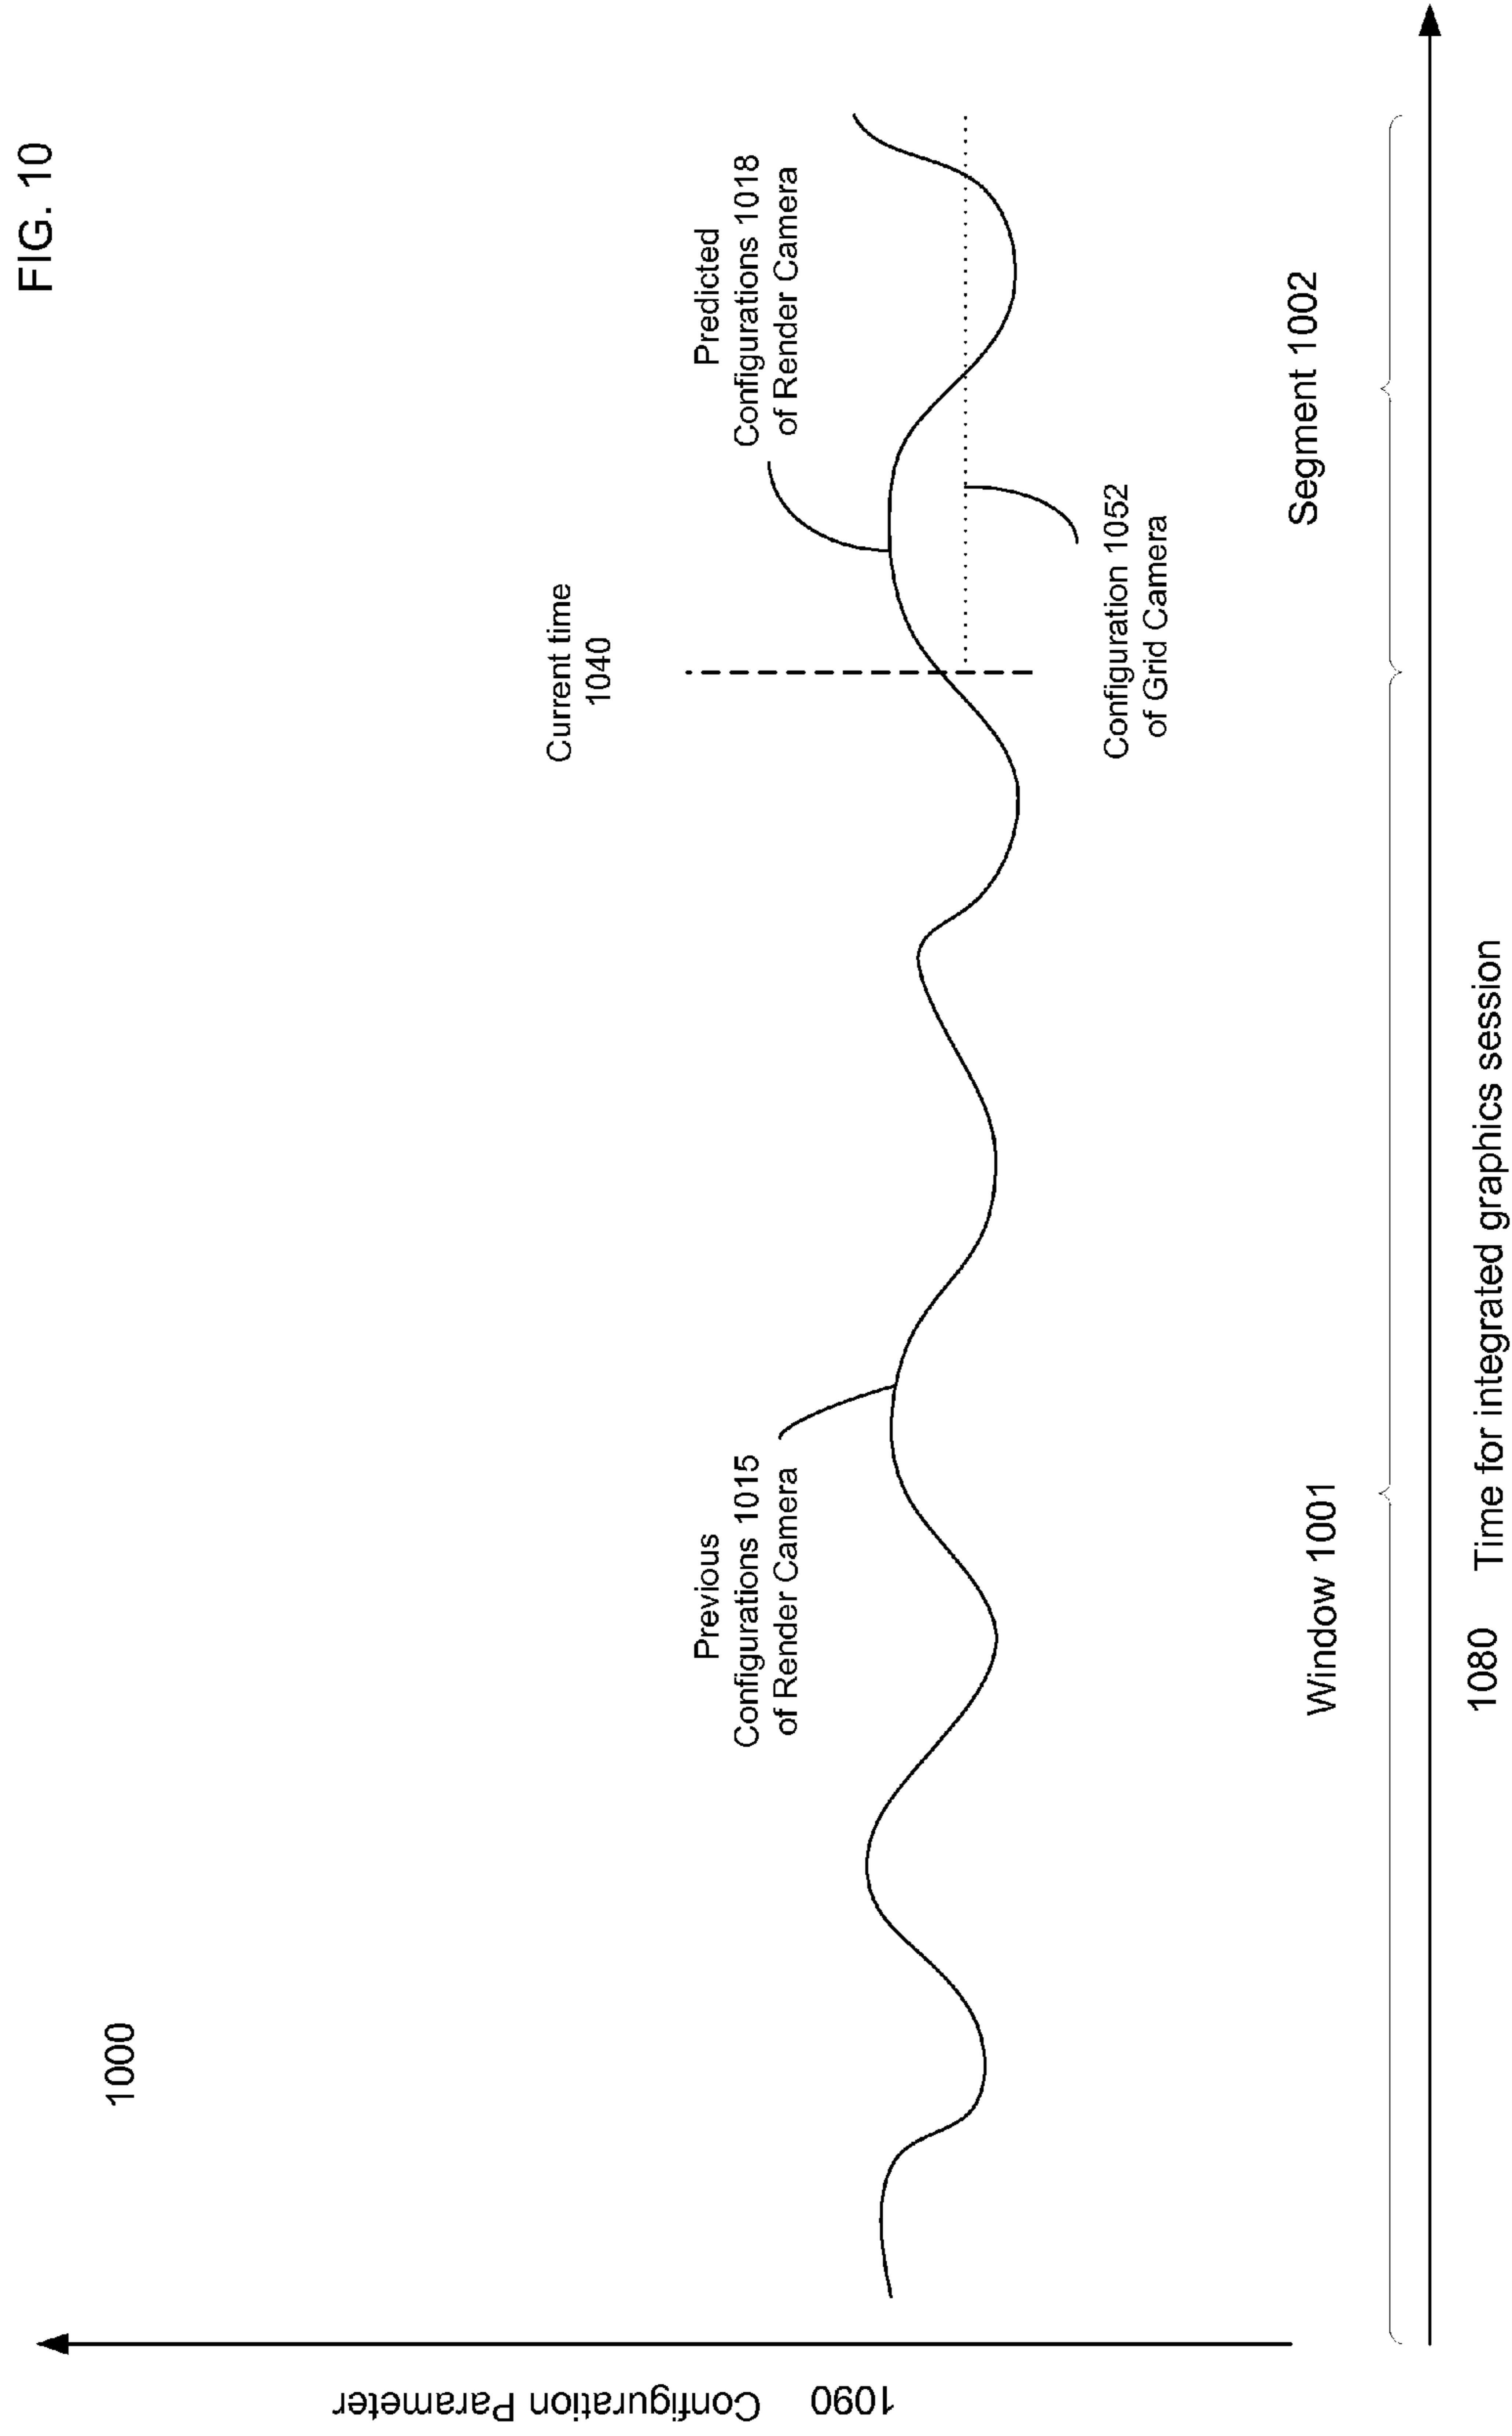 FIG. 10
1000
Current time
1040
Previous
Configurations 1015
of Render Camera
Predicted
Configurations 1018
of Render Camera
Configuration 1052
of Grid Camera
Window 1001
Segment 1002
1090 Configuration Parameter
1080 Time for integrated graphics session